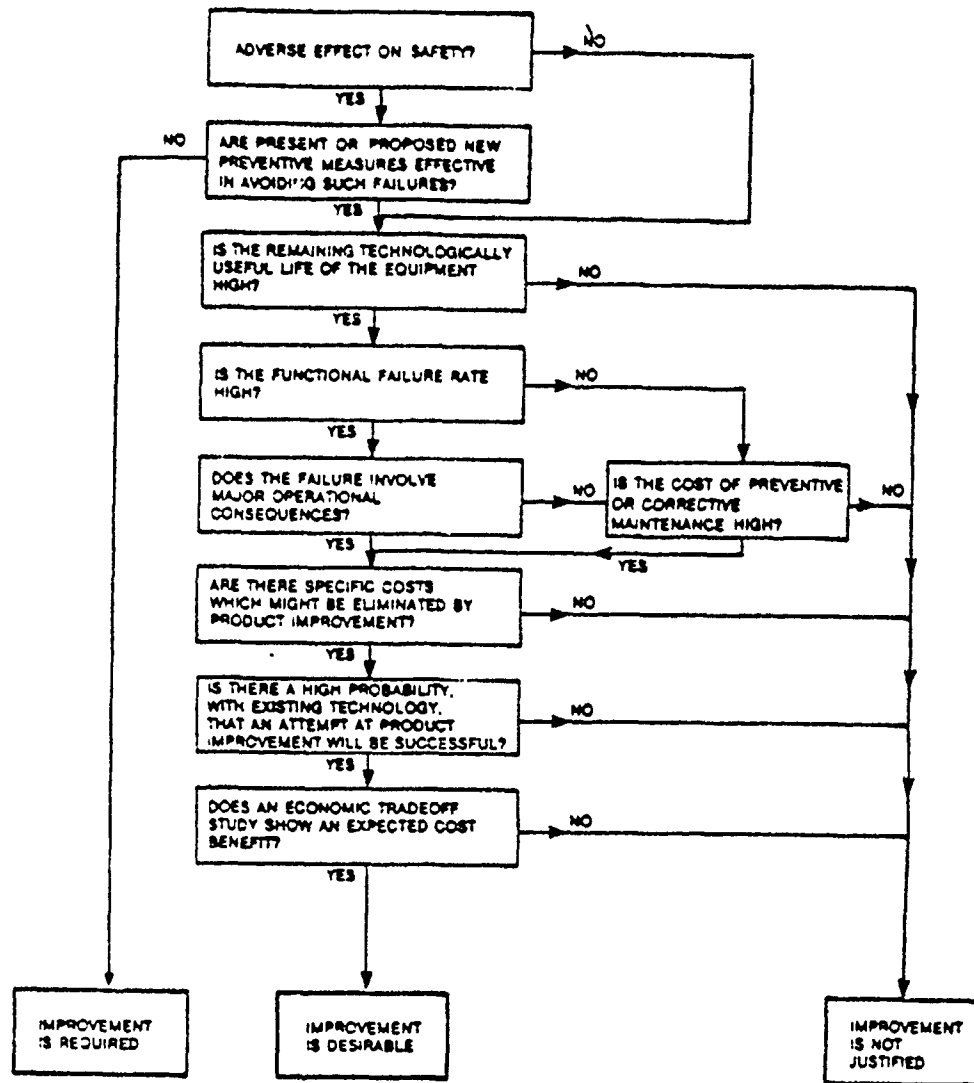 ADVERSE EFFECT ON SAFETY?
NO
YES
NO
ARE PRESENT OR PROPOSED NEW
PREVENTIVE MEASURES EFFECTIVE
IN AVOIDING SUCH FAILURES?
YES
IS THE REMAINING TECHNOLOGICALLY
USEFUL LIFE OF THE EQUIPMENT
HIGH?
NO
YES
IS THE FUNCTIONAL FAILURE RATE
HIGH?
NO
YES
DOES THE FAILURE INVOLVE
MAJOR OPERATIONAL
CONSEQUENCES?
NO
IS THE COST OF PREVENTIVE
OR CORRECTIVE
MAINTENANCE HIGH?
NO
YES
YES
ARE THERE SPECIFIC COSTS
WHICH MIGHT BE ELIMINATED BY
PRODUCT IMPROVEMENT?
NO
YES
IS THERE A HIGH PROBABILITY,
WITH EXISTING TECHNOLOGY,
THAT AN ATTEMPT AT PRODUCT
IMPROVEMENT WILL BE SUCCESSFUL?
NO
YES
DOES AN ECONOMIC TRADEOFF
STUDY SHOW AN EXPECTED COST
BENEFIT?
NO
YES
IMPROVEMENT
IS REQUIRED
IMPROVEMENT
IS DESIRABLE
IMPROVEMENT
IS NOT
JUSTIFIED